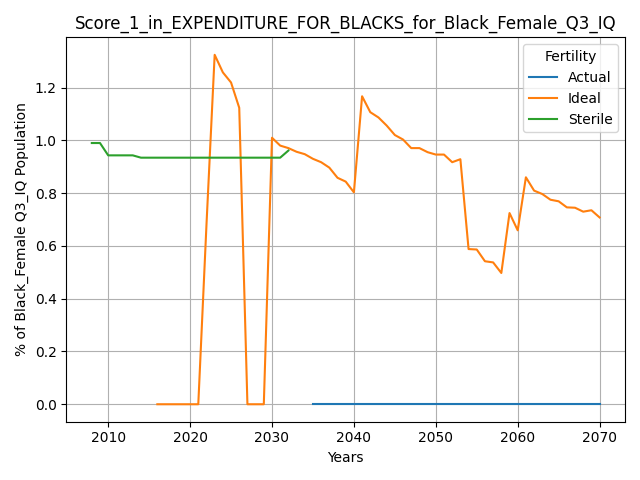 Score_1_in_EXPENDITURE_FOR_BLACKS_for_Black_Female_Q3_IQ
% of Black_Female Q3_IQ Population
1.2
1.0
0.8
0.6
0.4
0.2
0.0
Fertility
Actual
Ideal
Sterile
2010 2020 2030 2040 2050 2060 2070
Years